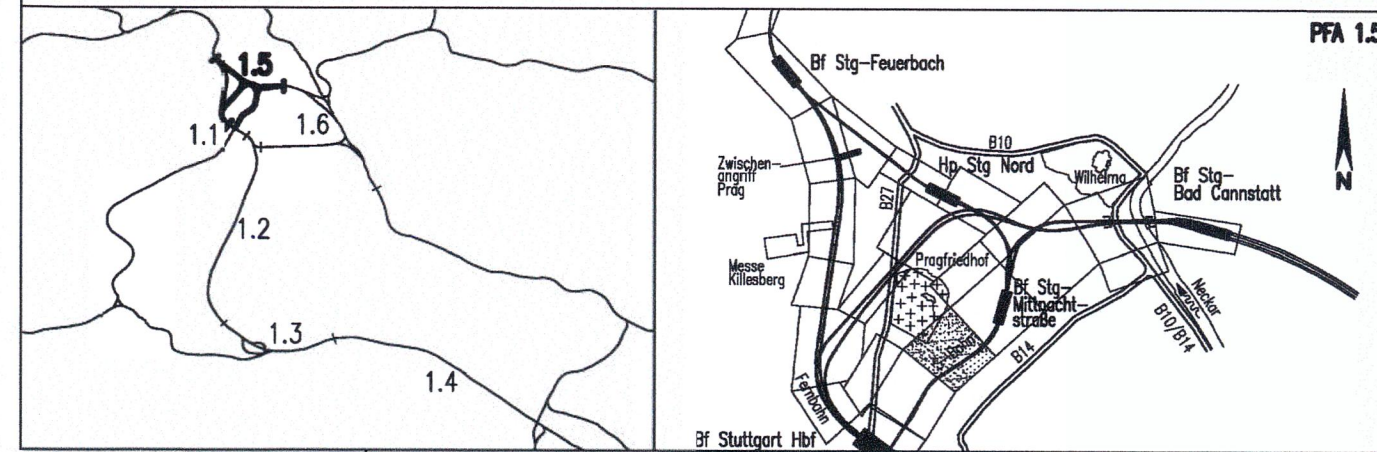 1.5
1.1
1.6
1.2
1.3
1.4
PFA 1.5
Bf Stg-Feuerbach
B10
Zwischen-
angriff
Prag
Hp Stg Nord
Wilhelma
Bf Stg-
Bad Cannstatt
N
B27
Messe
Killesberg
Pragfriedhof
Bf Stg-
Mittnacht-
straße
Neckar
B10/B14
B14
Fernbahn
Bf Stuttgart Hbf